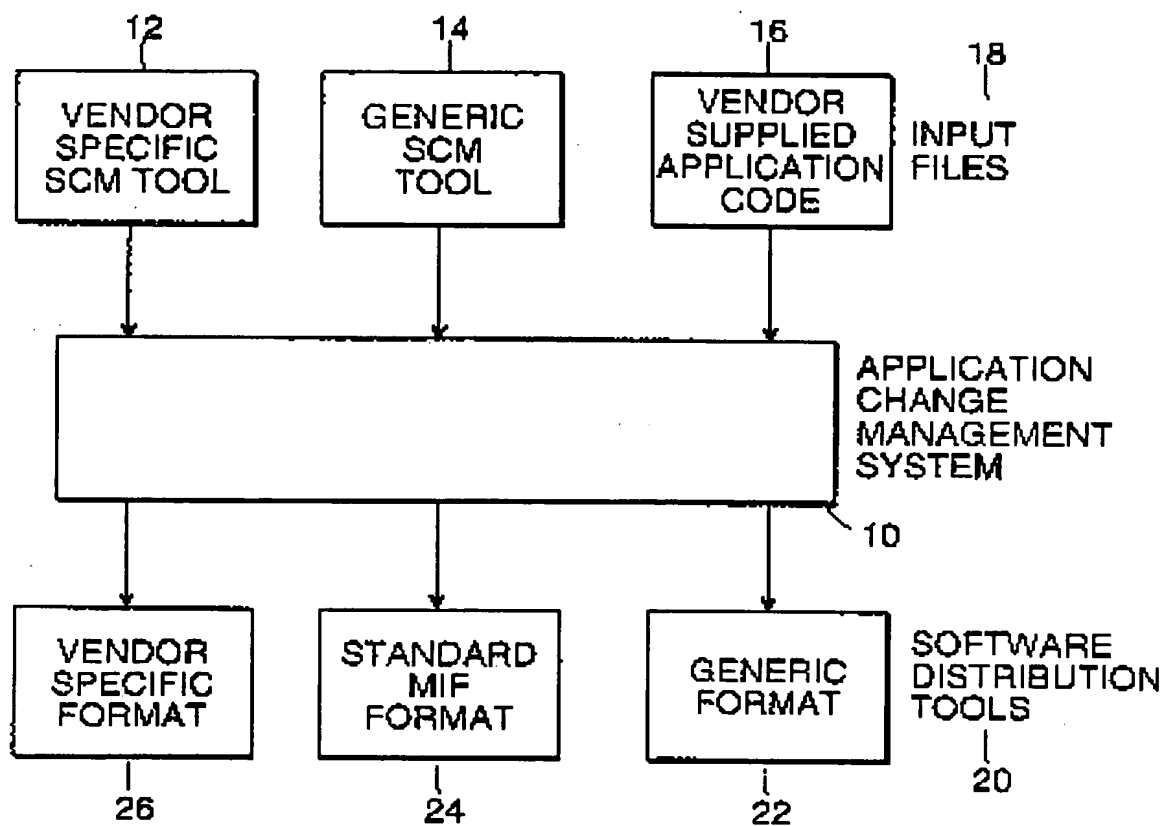 12
14
16
18
VENDOR
SPECIFIC
SCM TOOL
GENERIC
SCM
TOOL
VENDOR
SUPPLIED
APPLICATION
CODE
INPUT
FILES
APPLICATION
CHANGE
MANAGEMENT
SYSTEM
10
VENDOR
SPECIFIC
FORMAT
STANDARD
MIF
FORMAT
GENERIC
FORMAT
SOFTWARE
DISTRIBUTION
TOOLS
26
24
22
20